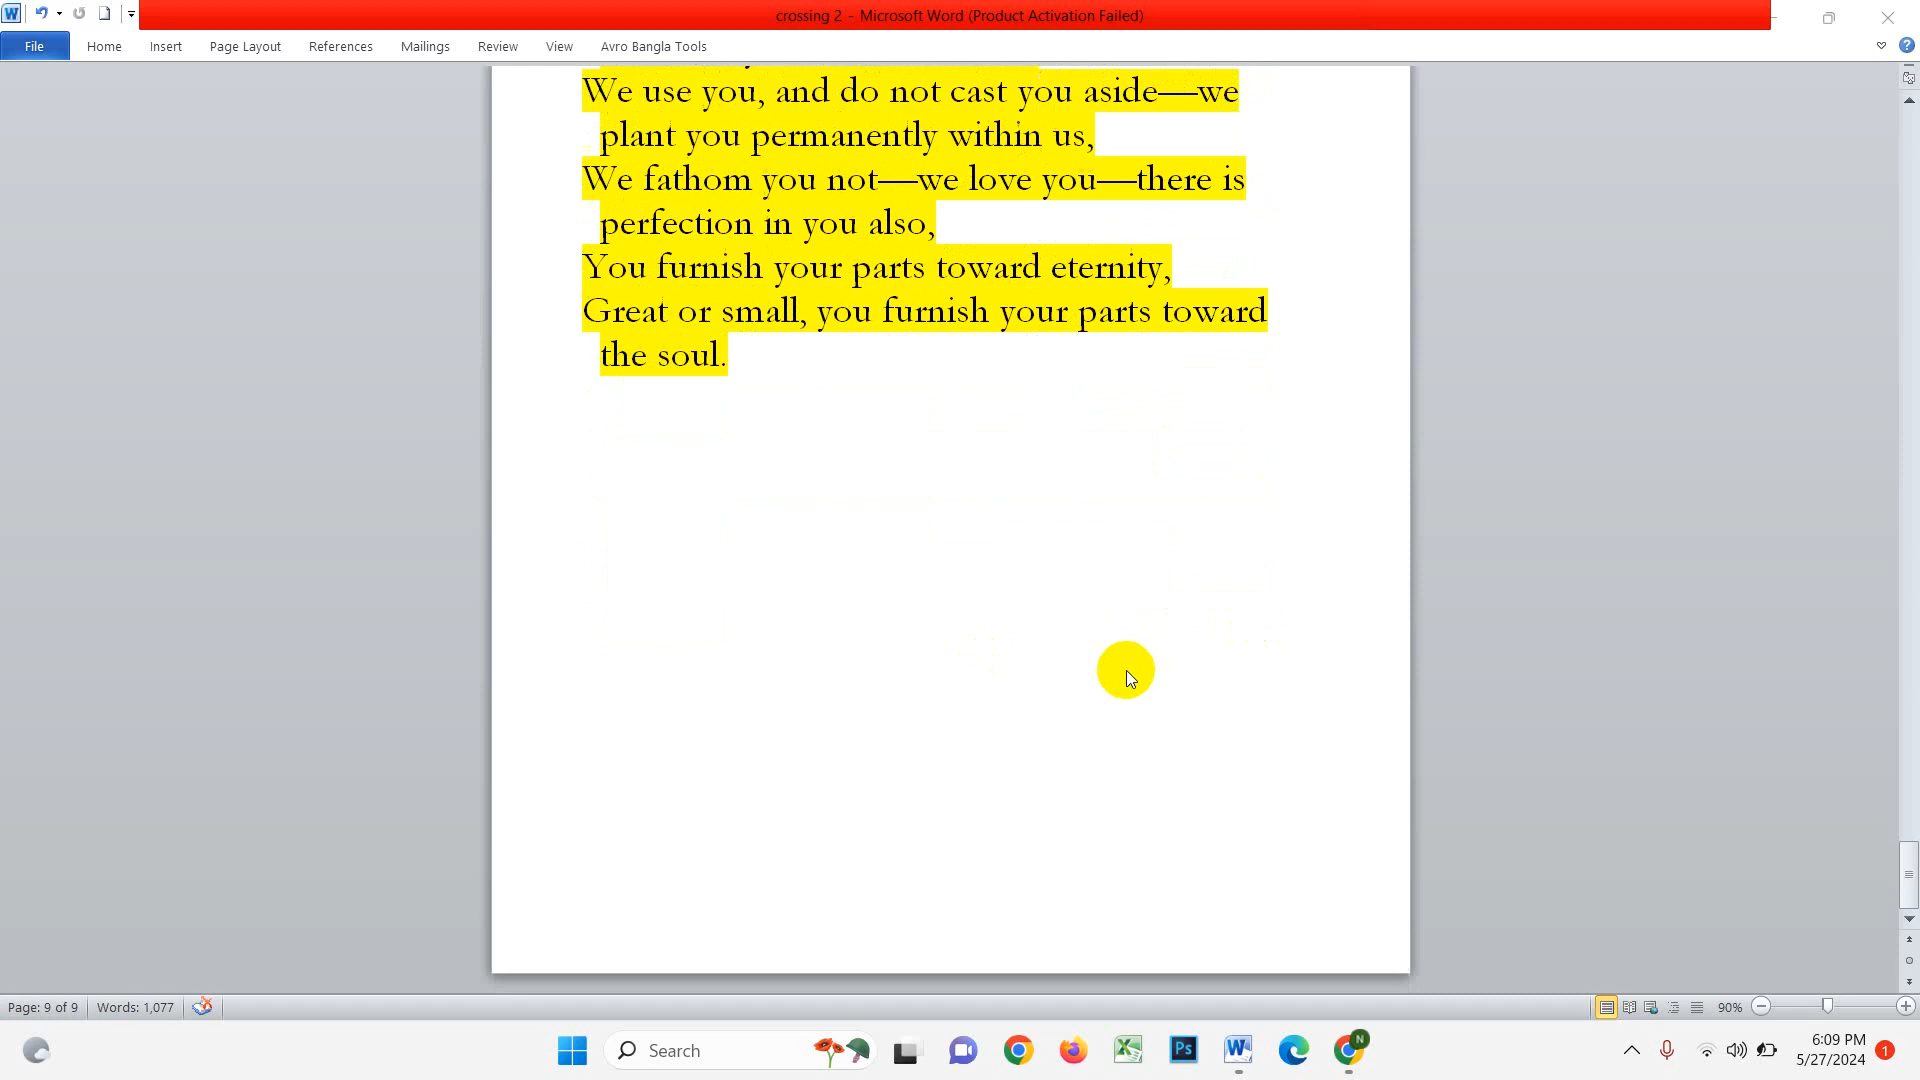 crossing 2 - Microsoft Word (Product Activation Failed)
File Home Insert Page Layout References Mailings Review View Avro Bangla Tools
We use you, and do not cast you aside—we
plant you permanently within us,
We fathom you not—we love you—there is
perfection in you also,
You furnish your parts toward eternity,
Great or small, you furnish your parts toward
the soul.
Page: 9 of 9 Words: 1,077 90%
Search
6:09 PM
5/27/2024 1